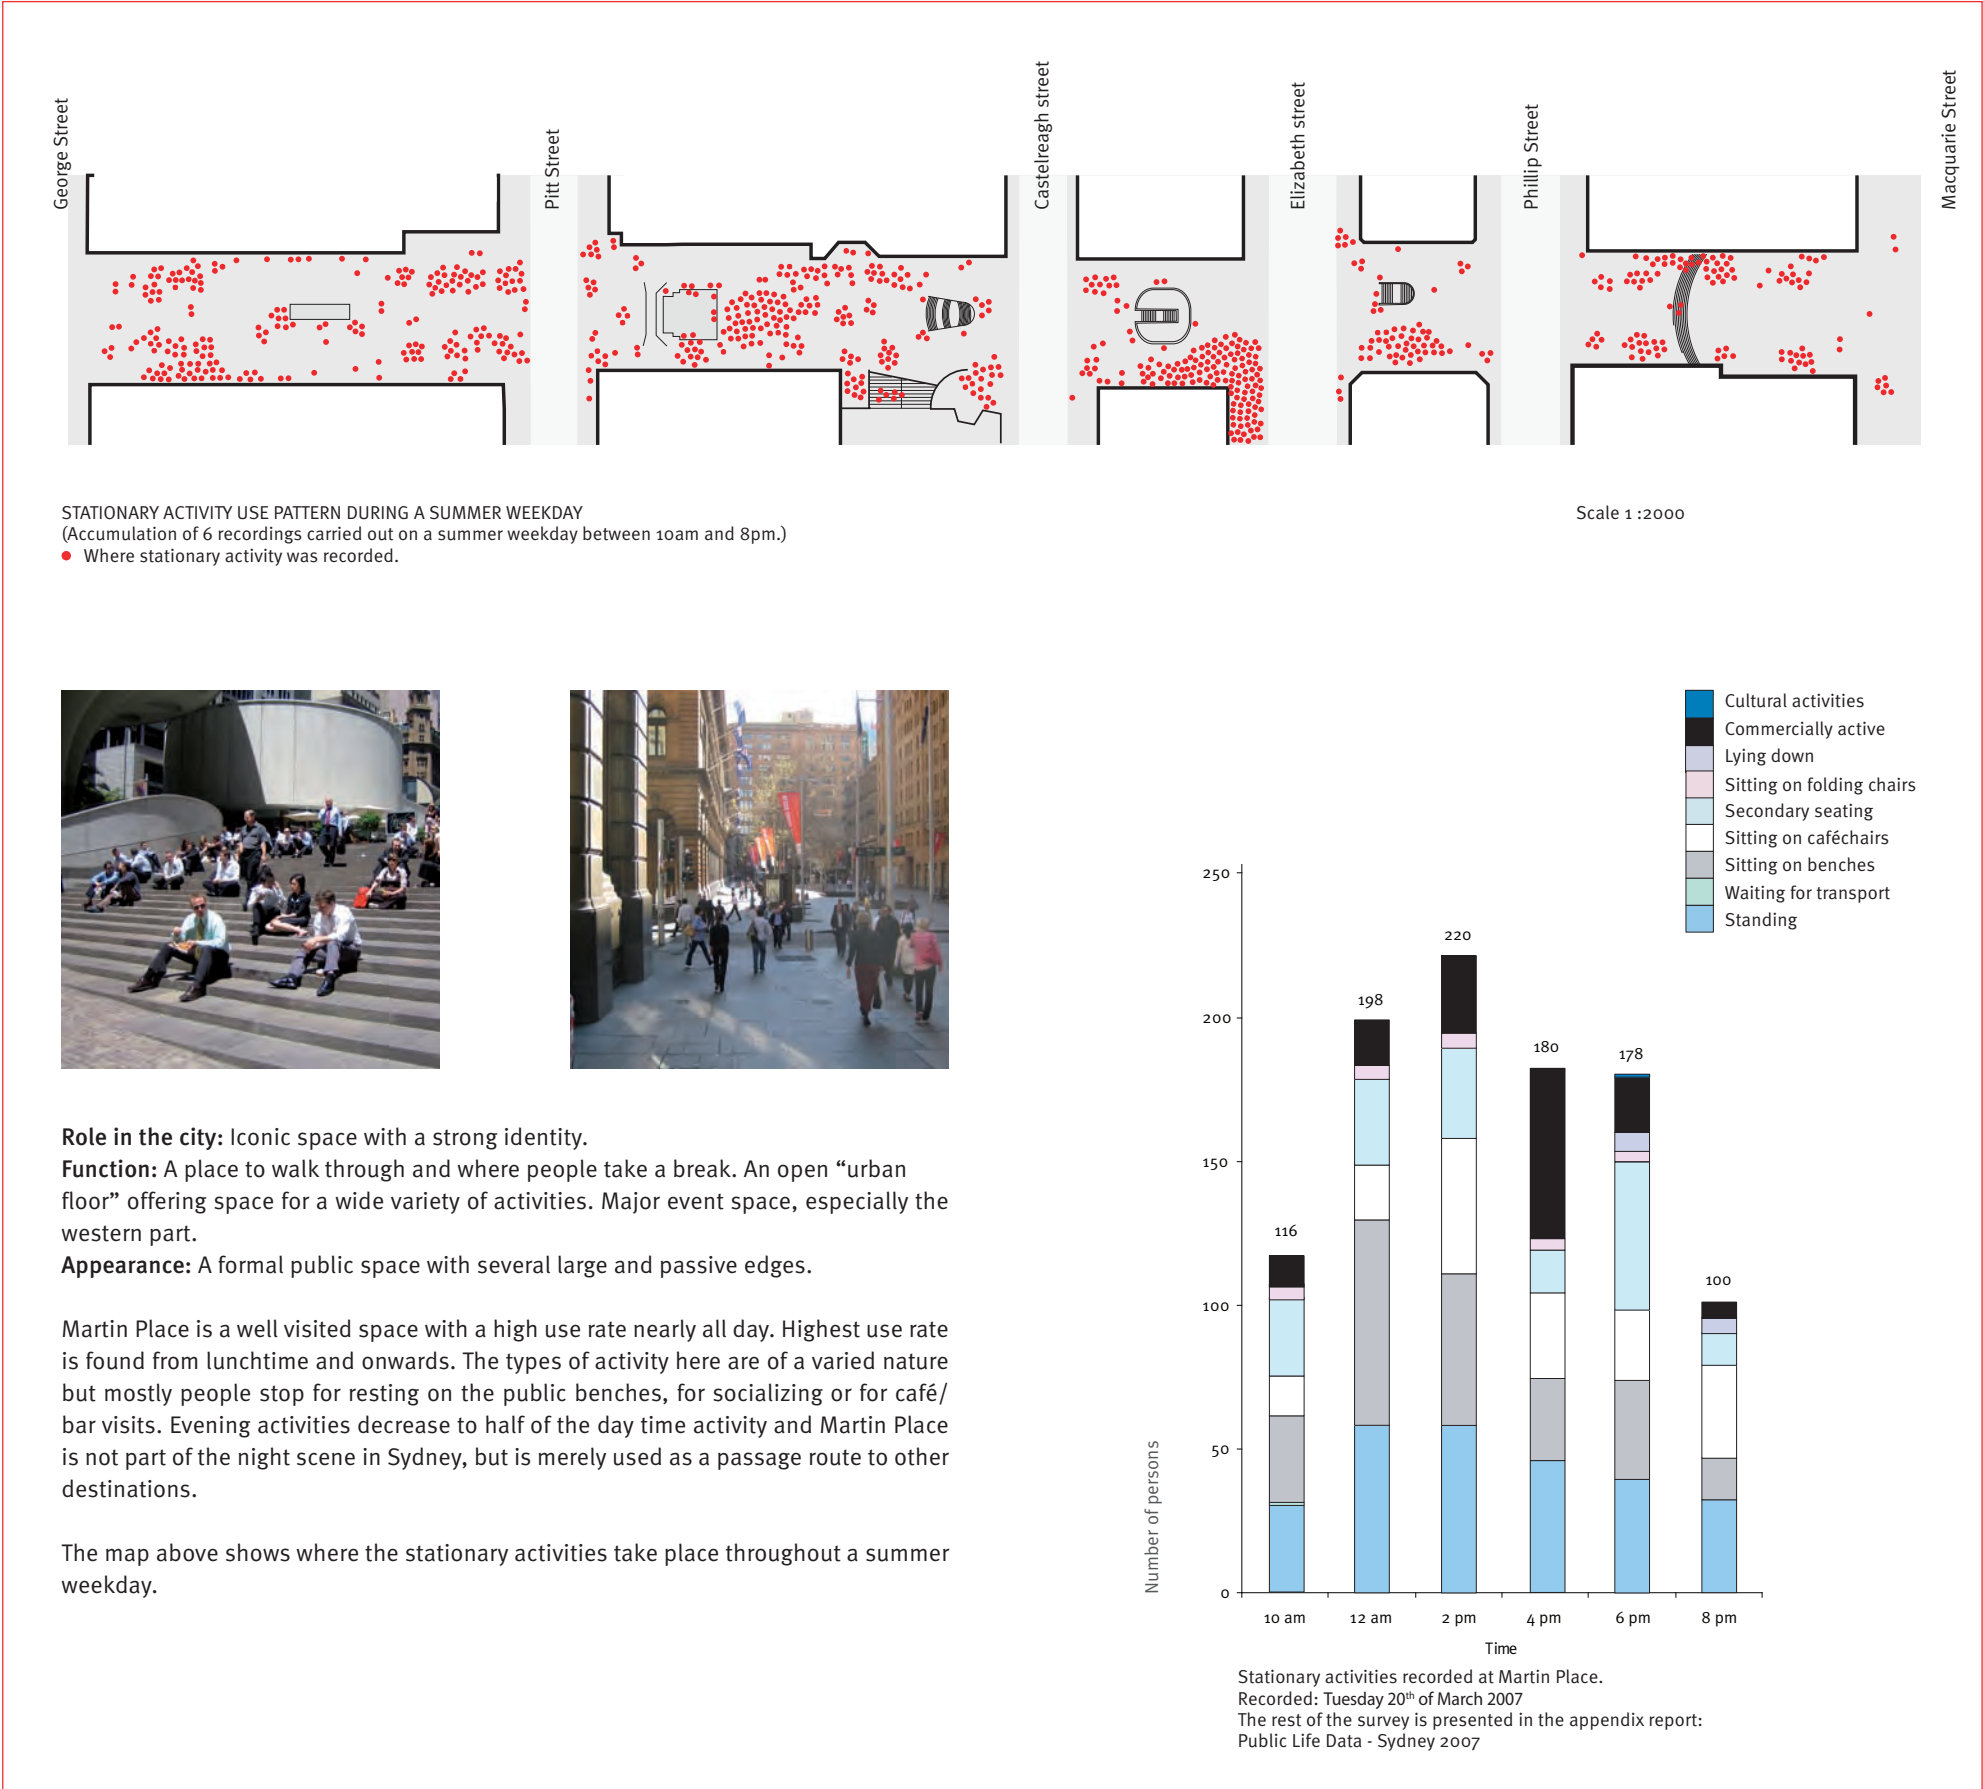 George Street
Pitt Street
Castelreagh street
Elizabeth street
Phillip Street
Macquarie Street
STATIONARY ACTIVITY USE PATTERN DURING A SUMMER WEEKDAY
(Accumulation of 6 recordings carried out on a summer weekday between 10am and 8pm.)
Where stationary activity was recorded.
Scale 1 :2000
Role in the city: Iconic space with a strong identity.
Function: A place to walk through and where people take a break. An open “urban
floor” offering space for a wide variety of activities. Major event space, especially the
western part.
Appearance: A formal public space with several large and passive edges.
Martin Place is a well visited space with a high use rate nearly all day. Highest use rate
is found from lunchtime and onwards. The types of activity here are of a varied nature
but mostly people stop for resting on the public benches, for socializing or for café/
bar visits. Evening activities decrease to half of the day time activity and Martin Place
is not part of the night scene in Sydney, but is merely used as a passage route to other
destinations.
The map above shows where the stationary activities take place throughout a summer
weekday.
Cultural activities
Commercially active
Lying down
Sitting on folding chairs
Secondary seating
Sitting on caféchairs
Sitting on benches
Waiting for transport
Standing
250
200
150
100
50
0
Number of persons
116
198
220
180
178
100
10 am
12 am
2 pm
4 pm
6 pm
8 pm
Time
Stationary activities recorded at Martin Place.
Recorded: Tuesday 20th of March 2007
The rest of the survey is presented in the appendix report:
Public Life Data - Sydney 2007